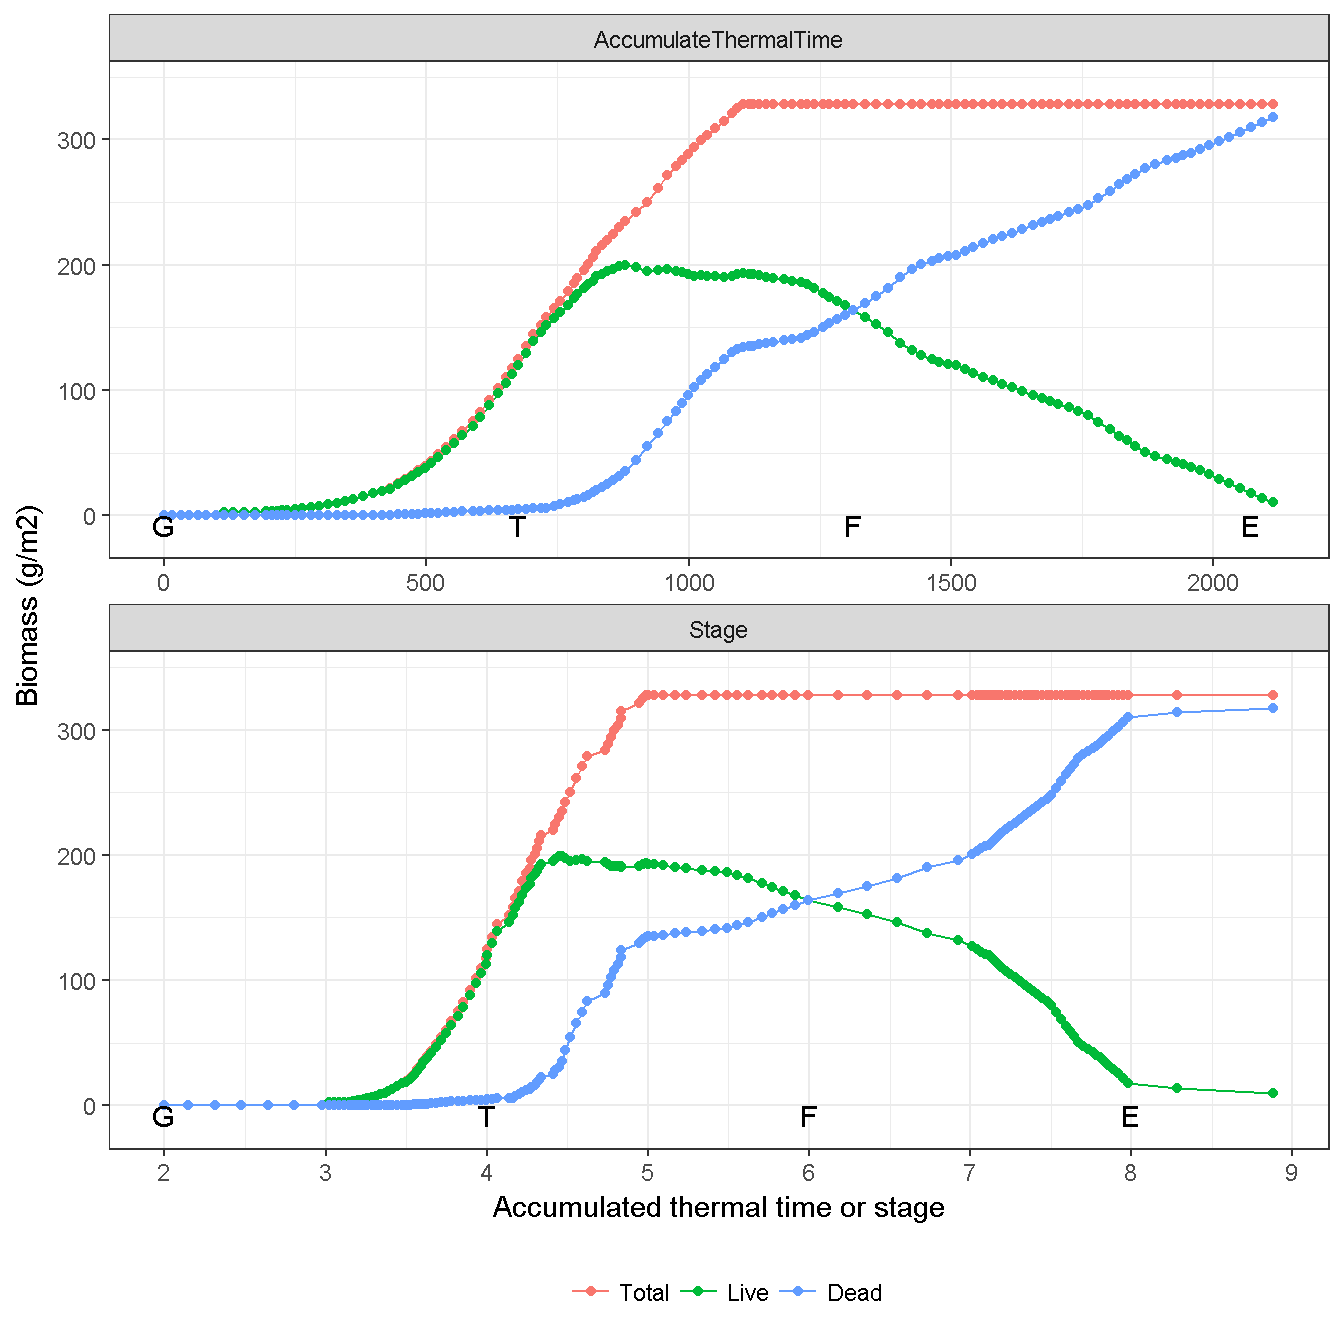 AccumulateThermalTime
300
200
100
0
G T F E
0 500 1000 1500 2000
Biomass (g/m2)
Stage
300
200
100
0
G T F E
2 3 4 5 6 7 8 9
Accumulated thermal time or stage
Total Live Dead